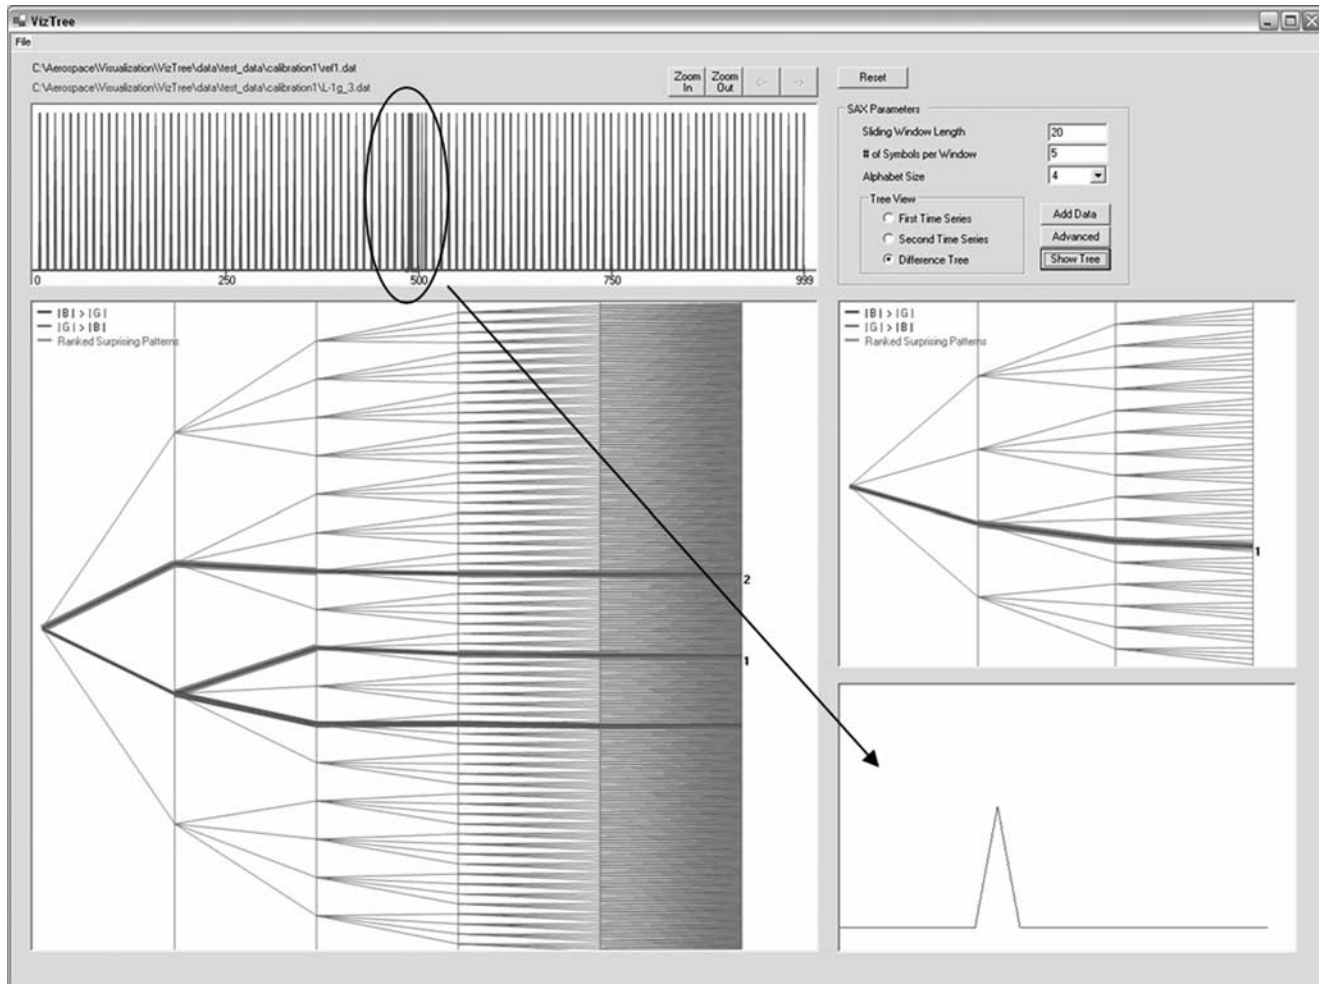 VizTree
File
C:\Aerospace\Visualization\VizTree\data\test_data\calibration1\ref1.dat
C:\Aerospace\Visualization\VizTree\data\test_data\calibration1\L-1g_3.dat
Zoom In
Zoom Out
<-
->
Reset
SAX Parameters
Sliding Window Length 20
# of Symbols per Window 5
Alphabet Size 4
Tree View
First Time Series
Second Time Series
Difference Tree
Add Data
Advanced
Show Tree
0 250 500 750 999
|B| > |G|
|G| > |B|
Ranked Surprising Patterns
2
1
|B| > |G|
|G| > |B|
Ranked Surprising Patterns
1